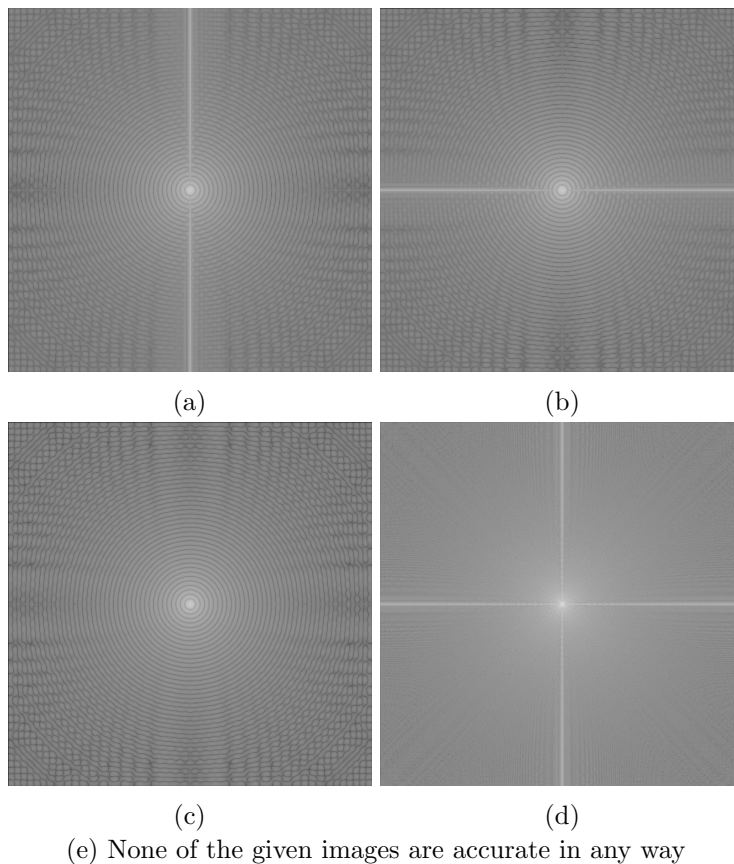 (a)
(b)
(c)
(d)
(e) None of the given images are accurate in any way